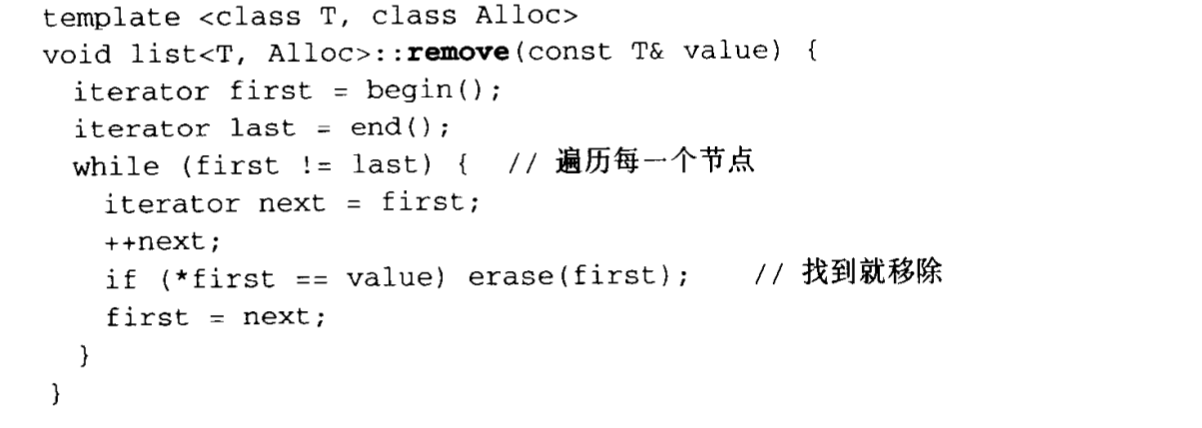 template <class T, class Alloc>
void list<T, Alloc>::remove(const T& value) {
  iterator first = begin();
  iterator last = end();
  while (first != last) {  // 遍历每一个节点
    iterator next = first;
    ++next;
    if (*first == value) erase(first);    // 找到就移除
    first = next;
  }
}